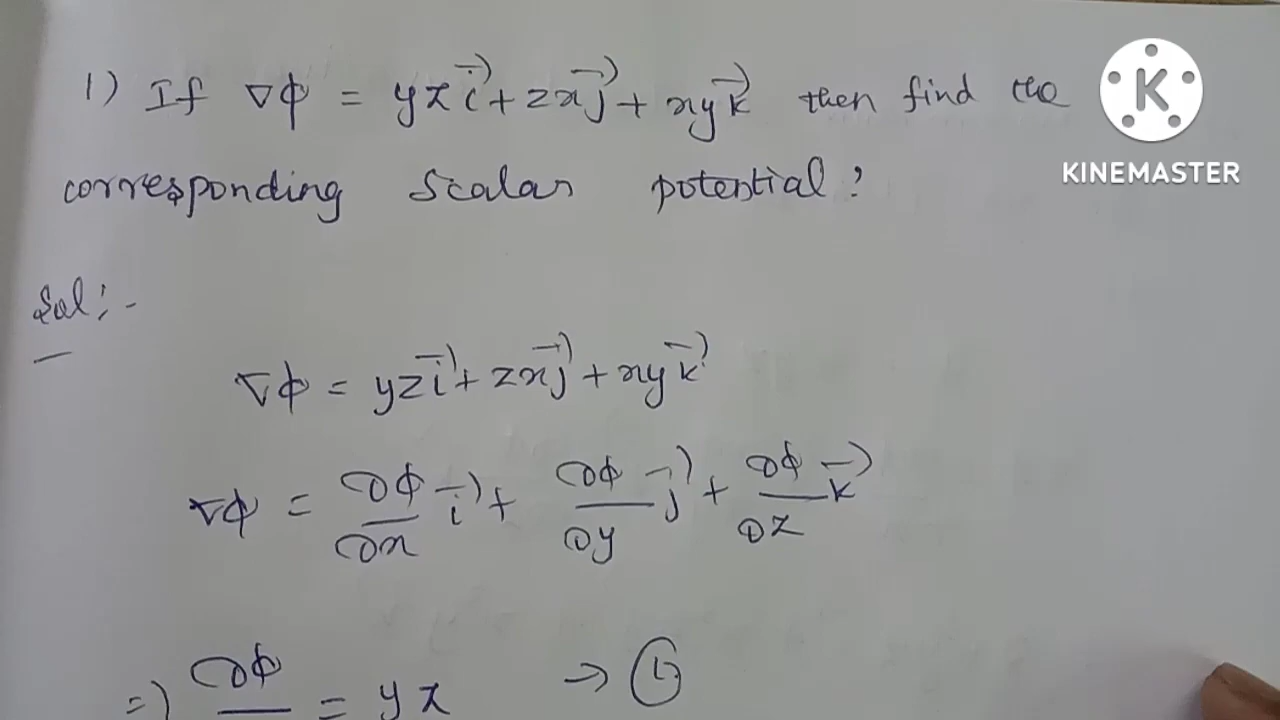 1) If ∇φ = yz i⃗ + zx j⃗ + xy k⃗ then find the
corresponding Scalar potential?
K
KINEMASTER
Sol:-
∇φ = yz i⃗ + zx j⃗ + xy k⃗
∇φ = ∂φ/∂x i⃗ + ∂φ/∂y j⃗ + ∂φ/∂z k⃗
=) ∂φ = yz → ①